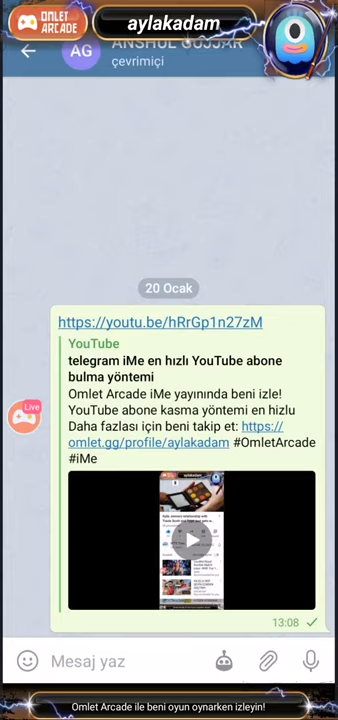 OMLET
ARCADE
aylakadam
AG
ANSHUL GUJJAR
çevrimiçi
20 Ocak
https://youtu.be/hRrGp1n27zM
YouTube
telegram iMe en hızlı YouTube abone
bulma yöntemi
Omlet Arcade iMe yayınında beni izle!
YouTube abone kasma yöntemi en hizlu
Daha fazlası için beni takip et: https://
omlet.gg/profile/aylakadam #OmletArcade
#iMe
Live
13:08
Mesaj yaz
Omlet Arcade ile beni oyun oynarken izleyin!